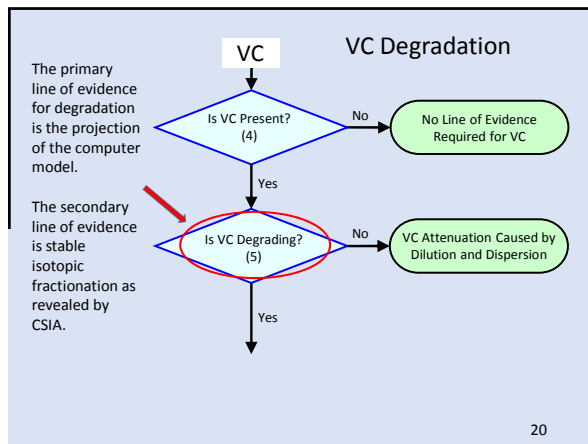 VC Degradation
VC
The primary
line of evidence
for degradation
is the projection
of the computer
model.
Is VC Present?
(4)
No
No Line of Evidence
Required for VC
Yes
The secondary
line of evidence
is stable
isotopic
fractionation as
revealed by
CSIA.
Is VC Degrading?
(5)
No
VC Attenuation Caused by
Dilution and Dispersion
Yes
20